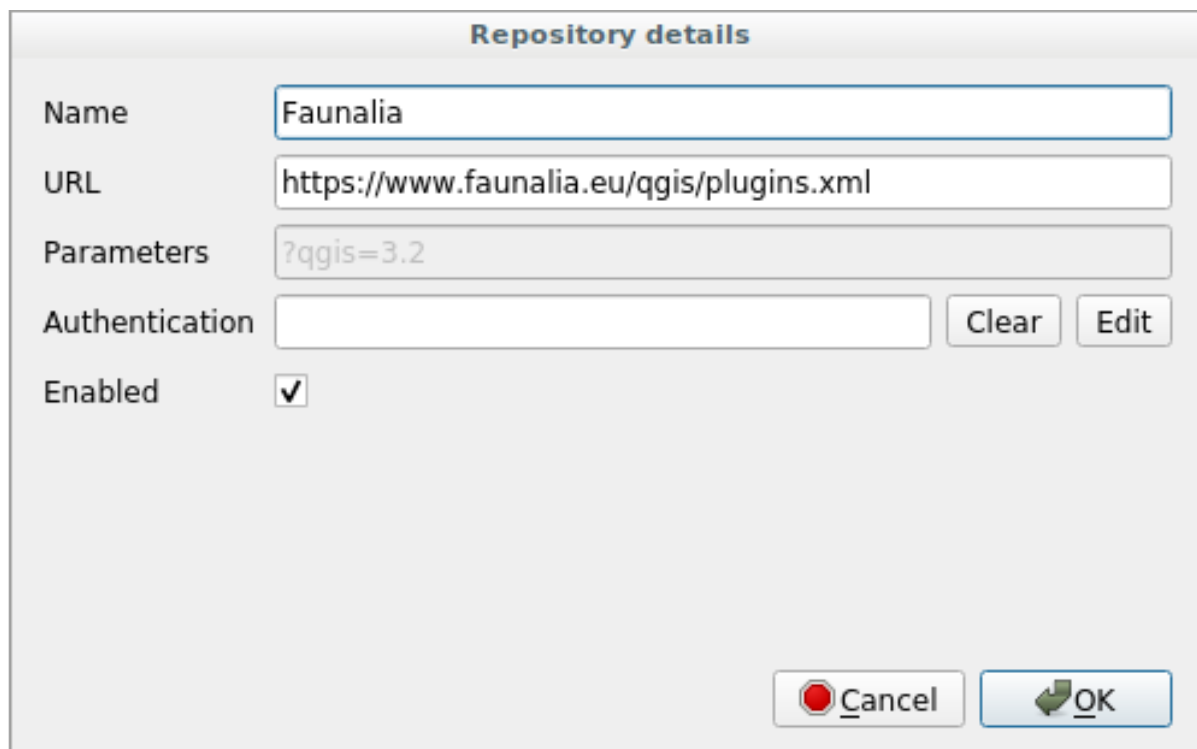 Repository details
Name Faunalia
URL https://www.faunalia.eu/qgis/plugins.xml
Parameters ?qgis=3.2
Authentication Clear Edit
Enabled
Cancel OK